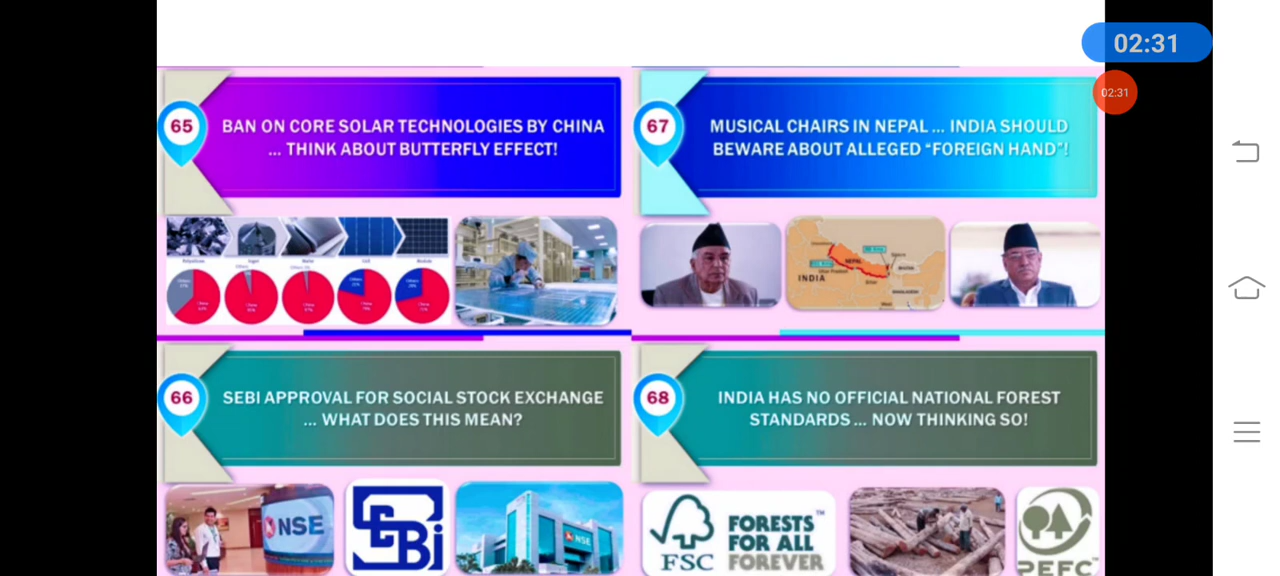 02:31
02:31
65
BAN ON CORE SOLAR TECHNOLOGIES BY CHINA
... THINK ABOUT BUTTERFLY EFFECT!
67
MUSICAL CHAIRS IN NEPAL ... INDIA SHOULD
BEWARE ABOUT ALLEGED “FOREIGN HAND”!
NEPAL
INDIA
66
SEBI APPROVAL FOR SOCIAL STOCK EXCHANGE
... WHAT DOES THIS MEAN?
68
INDIA HAS NO OFFICIAL NATIONAL FOREST
STANDARDS ... NOW THINKING SO!
NSE
SEBI
NSE
FSC
FORESTS
FOR ALL
FOREVER
TM
PEFC